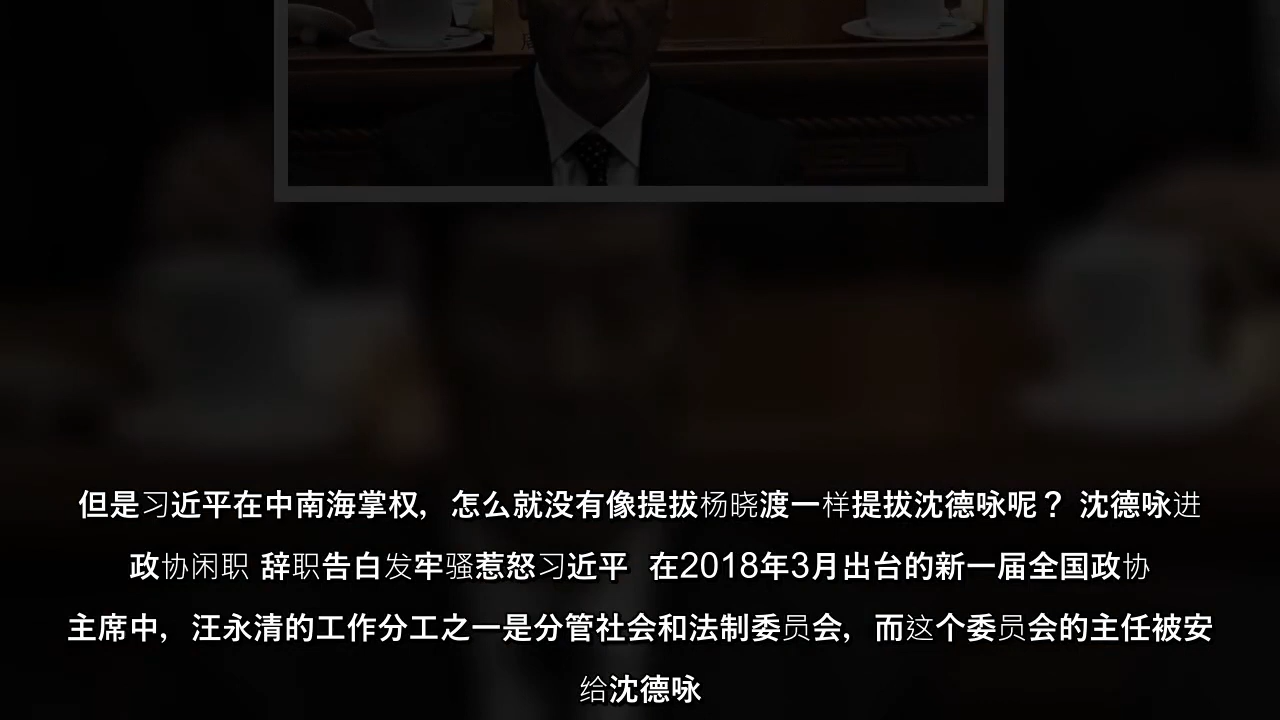 但是习近平在中南海掌权，怎么就没有像提拔杨晓渡一样提拔沈德咏呢？ 沈德咏进
政协闲职 辞职告白发牢骚惹怒习近平 在2018年3月出台的新一届全国政协
主席中，汪永清的工作分工之一是分管社会和法制委员会，而这个委员会的主任被安
给沈德咏